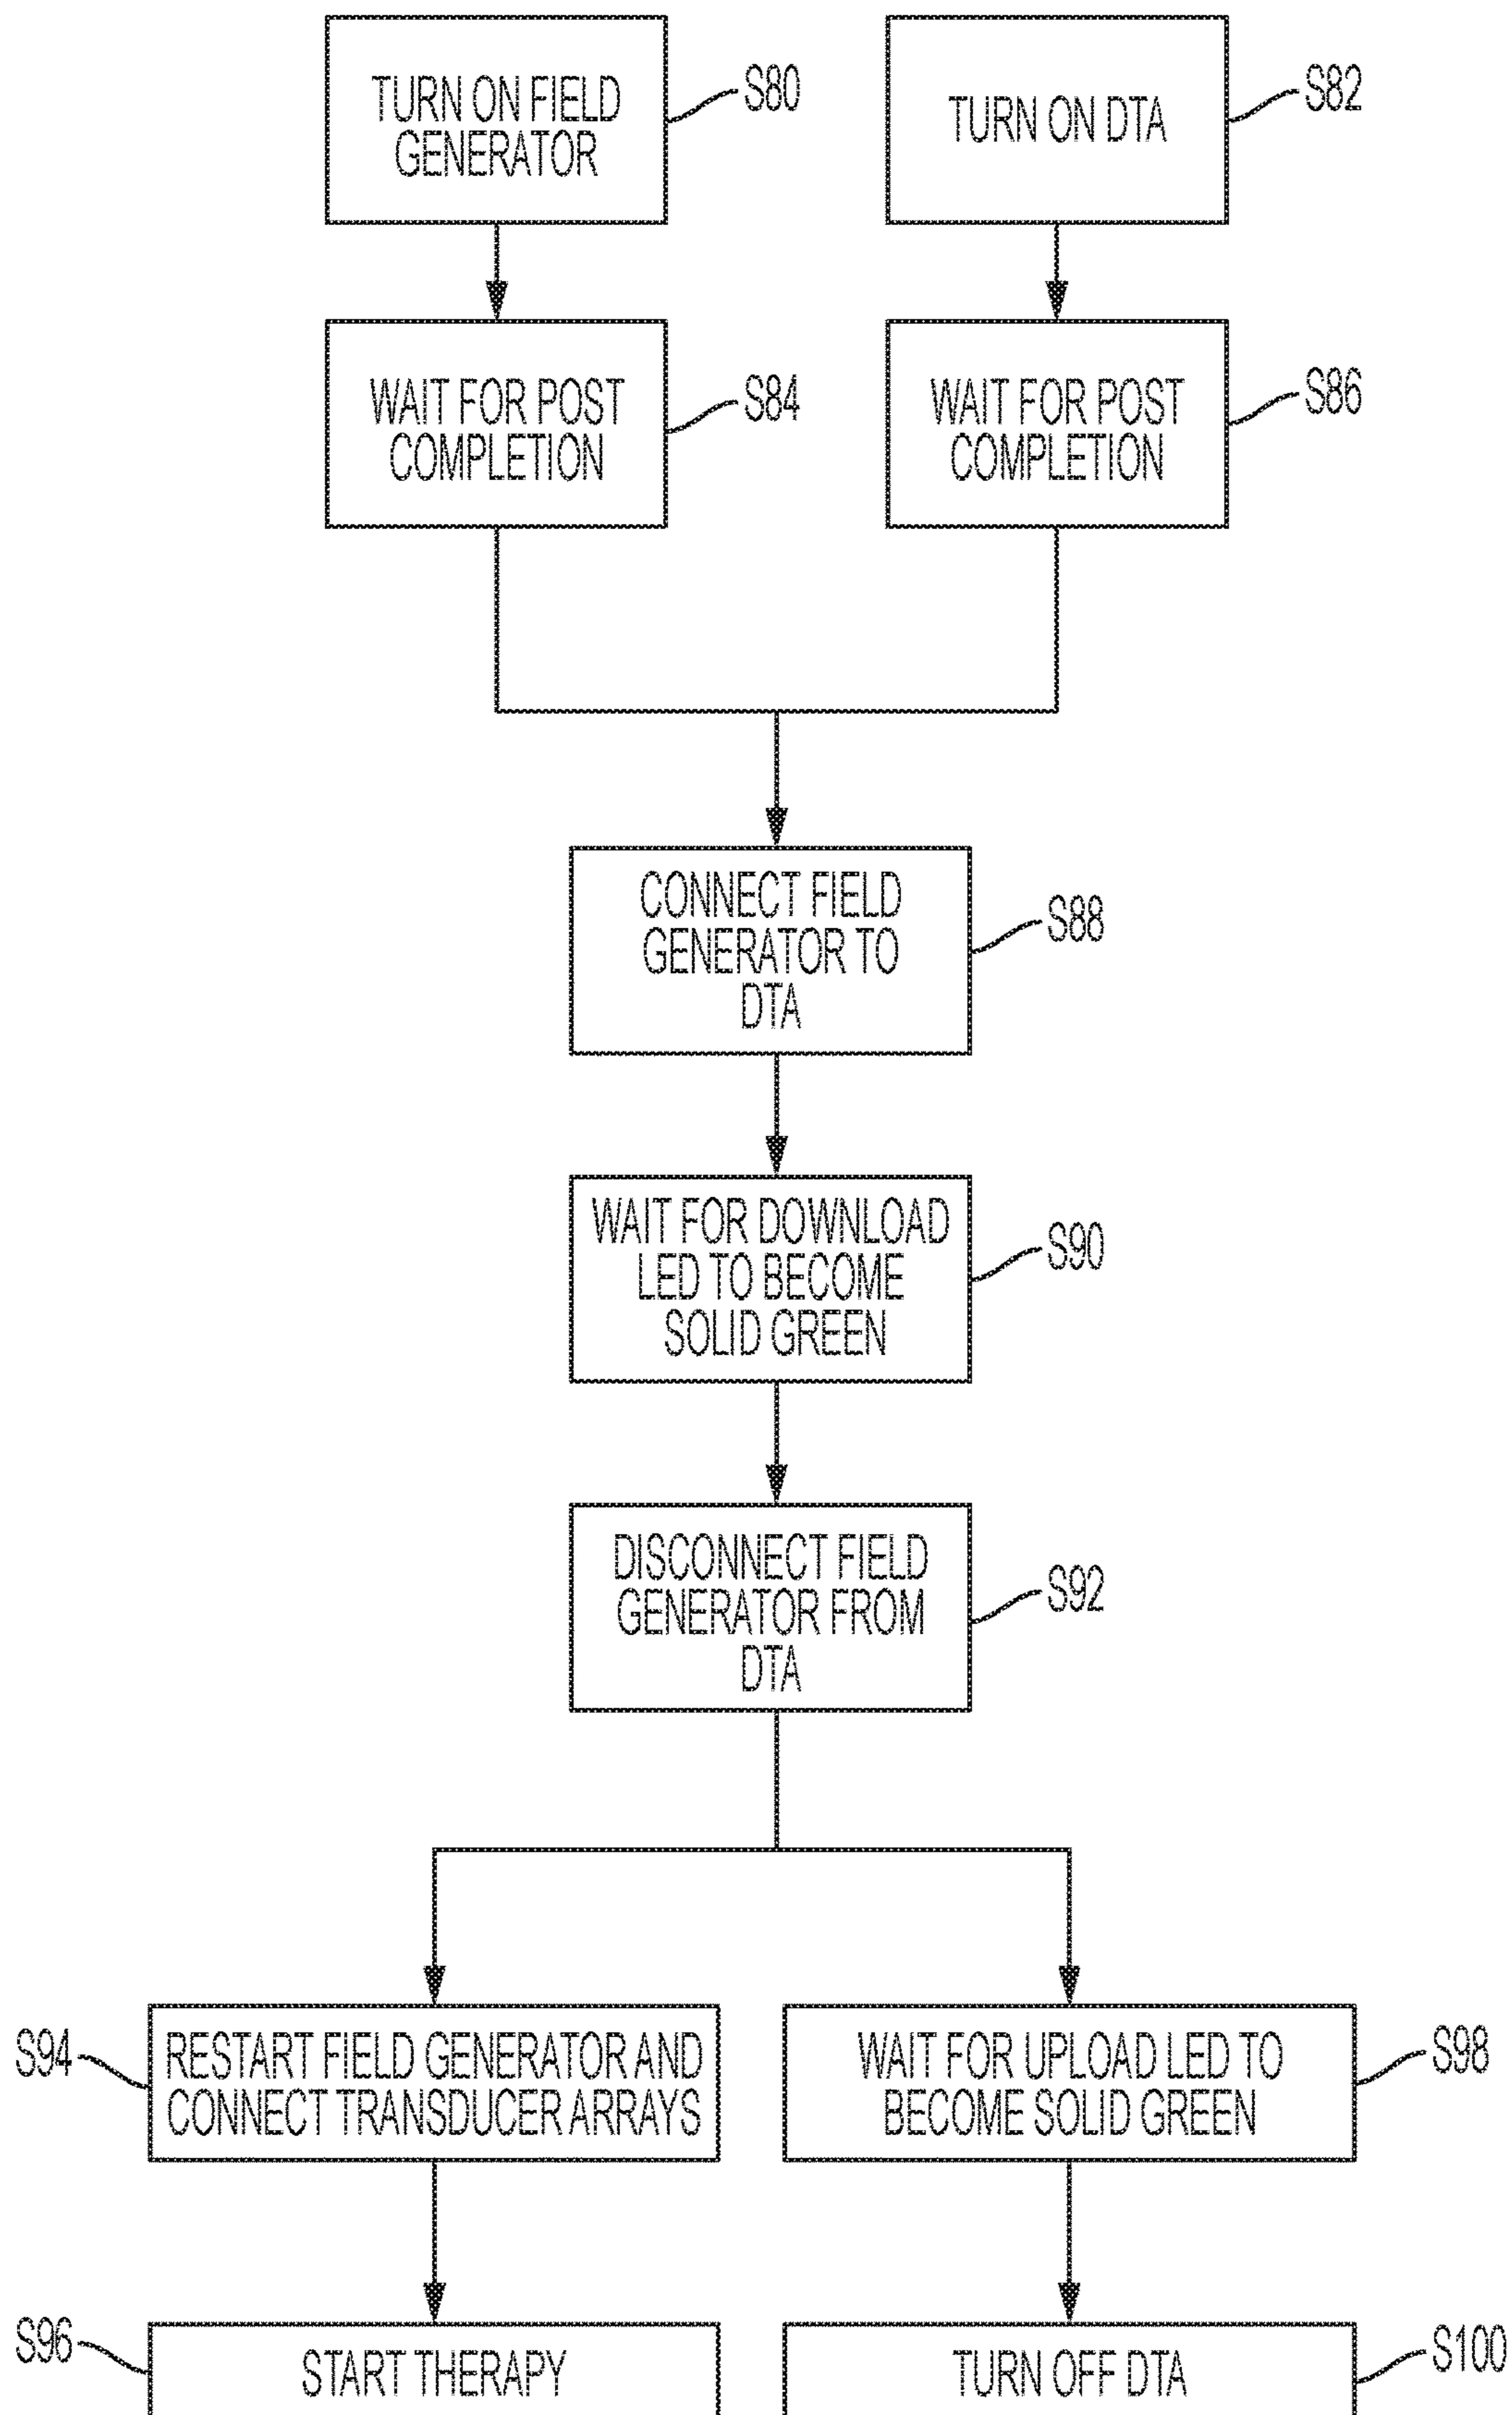 TURN ON FIELD
GENERATOR
S80
TURN ON DTA
S82
WAIT FOR POST
COMPLETION
S84
WAIT FOR POST
COMPLETION
S86
CONNECT FIELD
GENERATOR TO
DTA
S88
WAIT FOR DOWNLOAD
LED TO BECOME
SOLID GREEN
S90
DISCONNECT FIELD
GENERATOR FROM
DTA
S92
S94
RESTART FIELD GENERATOR AND
CONNECT TRANSDUCER ARRAYS
WAIT FOR UPLOAD LED TO
BECOME SOLID GREEN
S98
S96
START THERAPY
TURN OFF DTA
S100